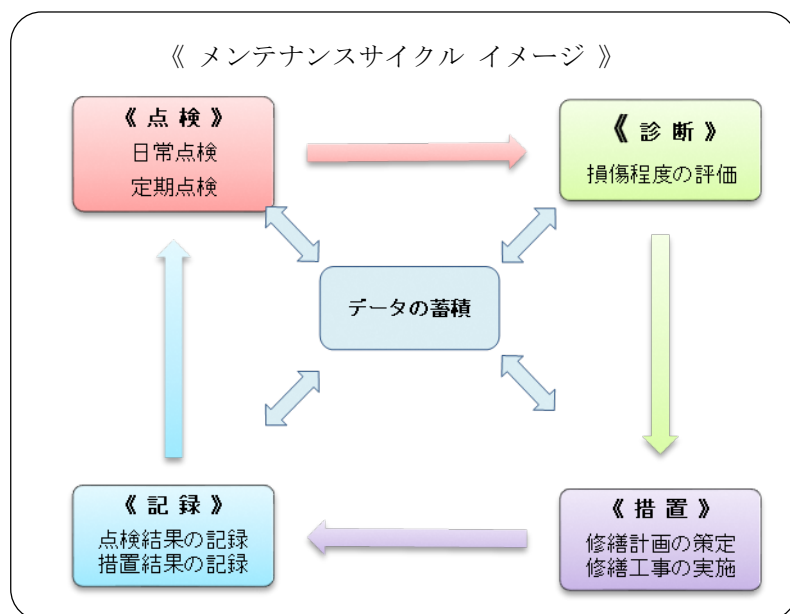 《 メンテナンスサイクル イメージ 》
《 点 検 》
日常点検
定期点検
《 診 断 》
損傷程度の評価
データの蓄積
《 記 録 》
点検結果の記録
措置結果の記録
《 措 置 》
修繕計画の策定
修繕工事の実施